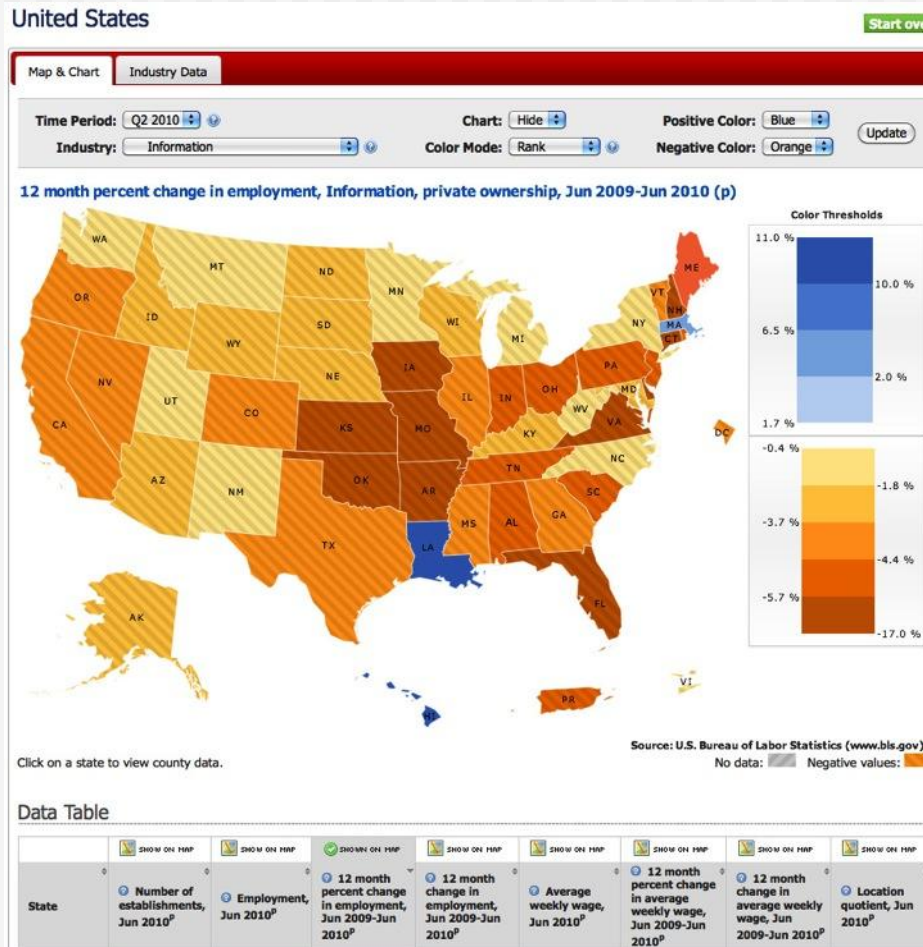 United States
Start ove
Map & Chart
Industry Data
Time Period: Q2 2010
Chart: Hide
Positive Color: Blue
Update
Industry: Information
Color Mode: Rank
Negative Color: Orange
12 month percent change in employment, Information, private ownership, Jun 2009-Jun 2010 (p)
Color Thresholds
11.0 %
10.0 %
6.5 %
2.0 %
1.7 %
-0.4 %
-1.8 %
-3.7 %
-4.4 %
-5.7 %
-17.0 %
WA
MT
ND
MN
ME
OR
ID
SD
WI
MI
NY
VT
NH
MA
CT
WY
NE
IA
IL
IN
OH
PA
MD
NV
UT
CO
KS
MO
KY
WV
VA
DC
CA
AZ
NM
OK
AR
TN
NC
SC
TX
LA
MS
AL
GA
FL
AK
HI
PR
VI
Source: U.S. Bureau of Labor Statistics (www.bls.gov)
Click on a state to view county data.
No data:
Negative values:
Data Table
SHOW ON MAP
SHOW ON MAP
SHOWN ON MAP
SHOW ON MAP
SHOW ON MAP
SHOW ON MAP
SHOW ON MAP
SHOW ON MAP
State
Number of
establishments,
Jun 2010p
Employment,
Jun 2010p
12 month
percent change
in employment,
Jun 2009-Jun
2010p
12 month
change in
employment,
Jun 2009-Jun
2010p
Average
weekly wage,
Jun 2010p
12 month
percent change
in average
weekly wage,
Jun 2009-Jun
2010p
12 month
change in
average weekly
wage, Jun
2009-Jun 2010p
Location
quotient, Jun
2010p